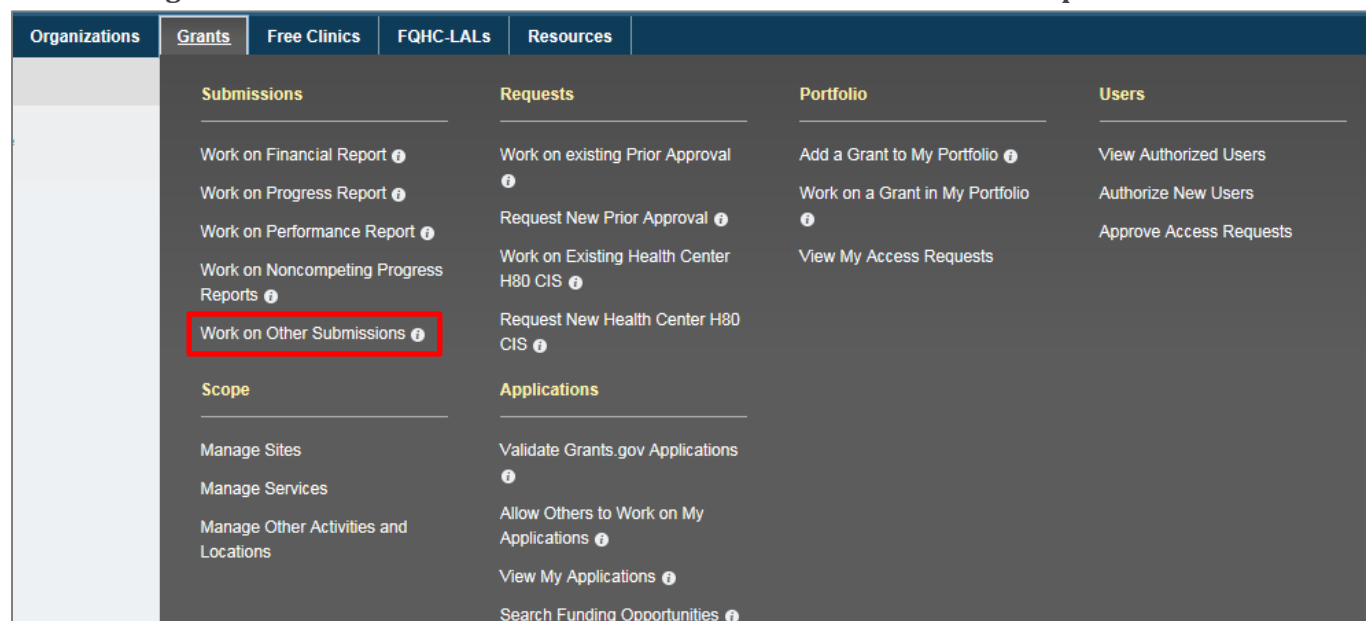 Organizations Grants Free Clinics FQHC-LALs Resources
Submissions
Work on Financial Report
Work on Progress Report
Work on Performance Report
Work on Noncompeting Progress
Reports
Work on Other Submissions
Requests
Work on existing Prior Approval
Request New Prior Approval
Work on Existing Health Center
H80 CIS
Request New Health Center H80
CIS
Portfolio
Add a Grant to My Portfolio
Work on a Grant in My Portfolio
View My Access Requests
Users
View Authorized Users
Authorize New Users
Approve Access Requests
Scope
Manage Sites
Manage Services
Manage Other Activities and
Locations
Applications
Validate Grants.gov Applications
Allow Others to Work on My
Applications
View My Applications
Search Funding Opportunities